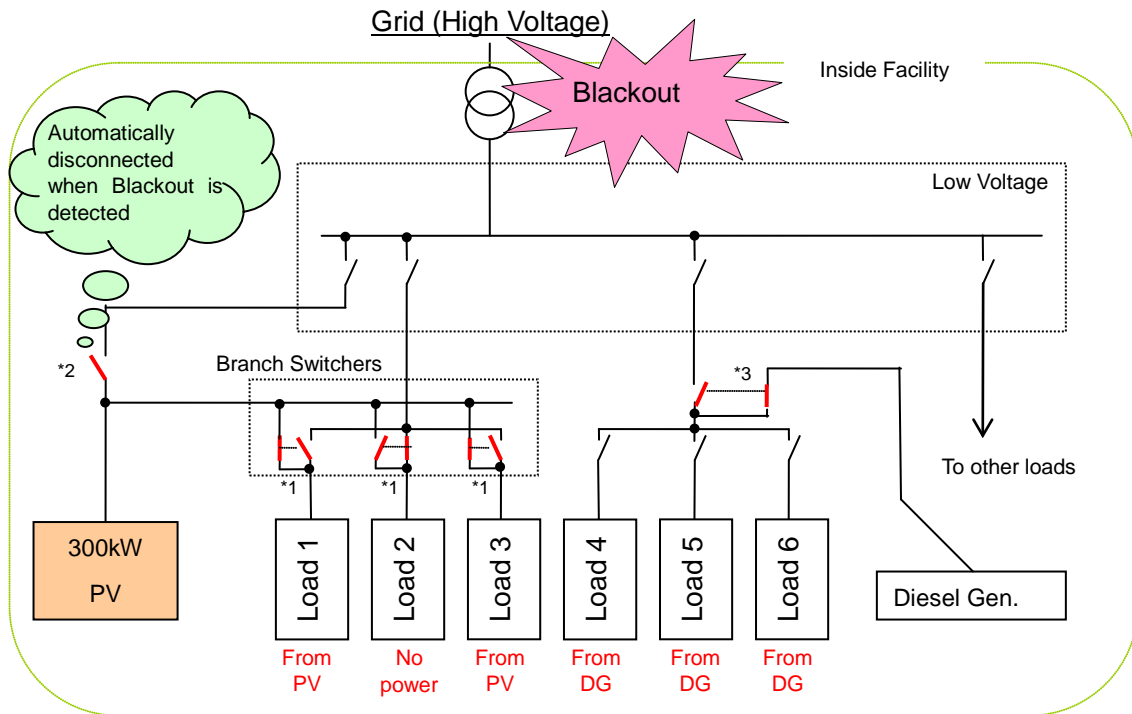 Grid (High Voltage)
Blackout
Inside Facility
Automatically
disconnected
when Blackout is
detected
Low Voltage
*2
Branch Switchers
*3
*1
*1
*1
To other loads
300kW
PV
Load 1
Load 2
Load 3
Load 4
Load 5
Load 6
Diesel Gen.
From
PV
No
power
From
PV
From
DG
From
DG
From
DG